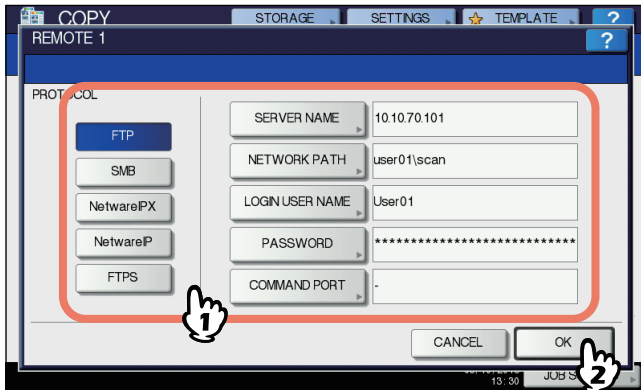 COPY STORAGE SETTINGS TEMPLATE ?
REMOTE 1 ?
PROTOCOL
FTP
SMB
NetwareIPX
NetwareIP
FTPS
SERVER NAME 10.10.70.101
NETWORK PATH user01\scan
LOGIN USER NAME User01
PASSWORD ****************************
COMMAND PORT -
1
CANCEL OK
2
13:30 JOB S